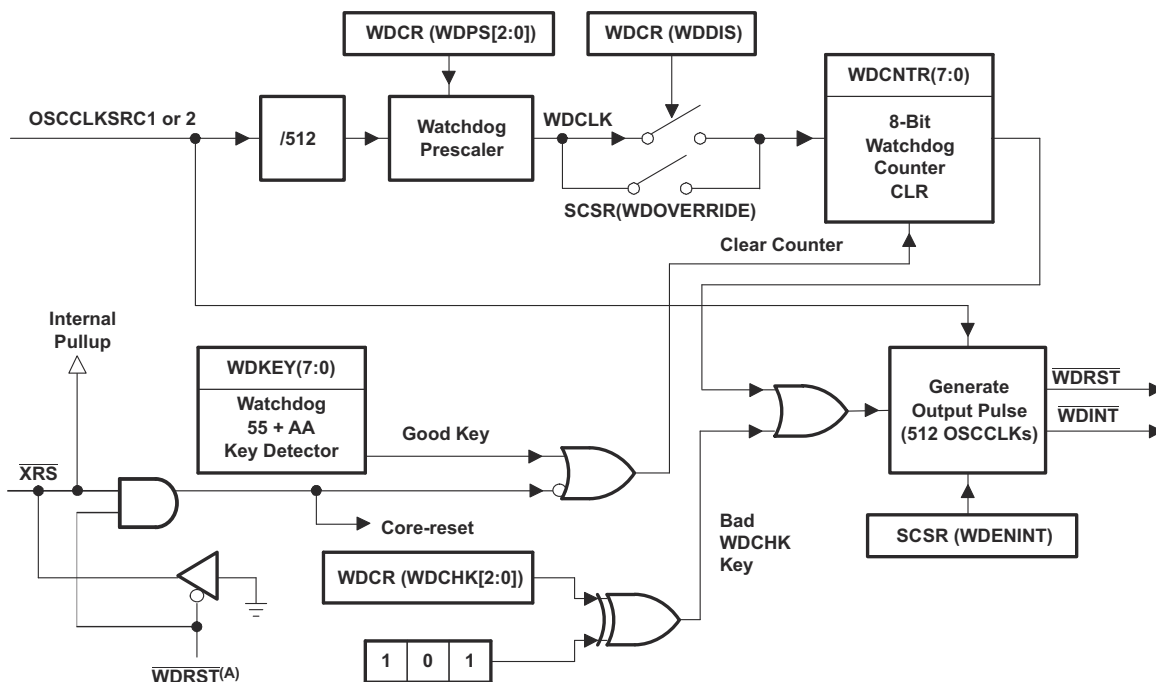 WDCR (WDPS[2:0])
WDCR (WDDIS)
WDCNTR(7:0)
OSCCLKSRC1 or 2
/512
Watchdog
Prescaler
WDCLK
8-Bit
Watchdog
Counter
CLR
SCSR(WDOVERRIDE)
Clear Counter
Internal
Pullup
WDKEY(7:0)
Watchdog
55 + AA
Key Detector
Good Key
Generate
Output Pulse
(512 OSCCLKs)
WDRST
WDINT
XRS
Core-reset
Bad
WDCHK
Key
SCSR (WDENINT)
WDCR (WDCHK[2:0])
1 0 1
WDRST(A)